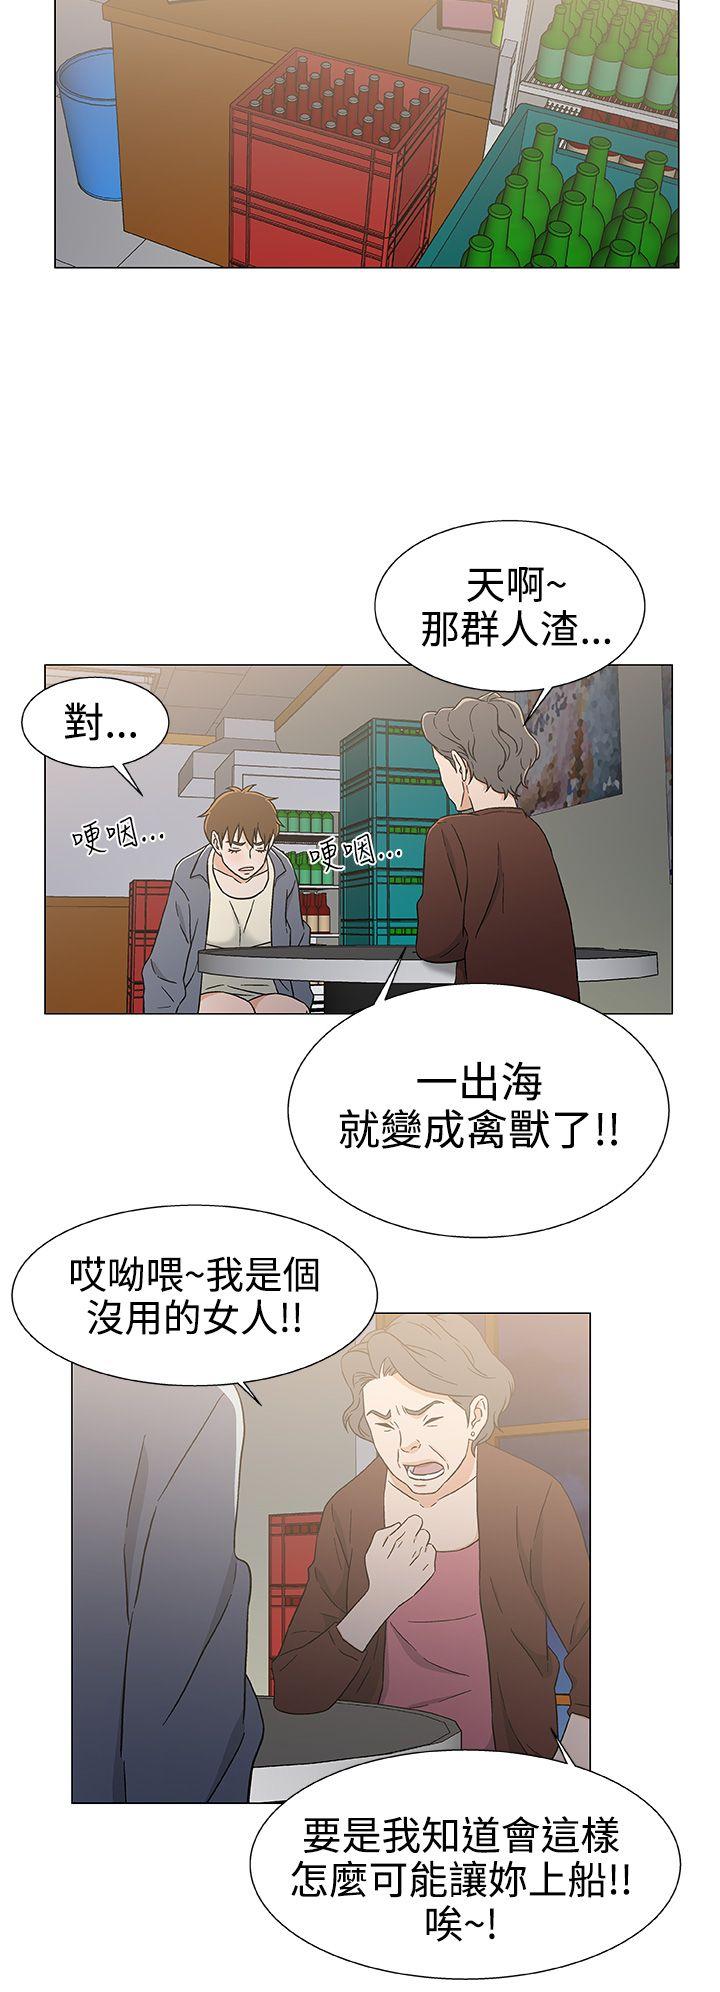 天啊~
那群人渣...
對...
哽咽...
哽咽...
一出海
就變成禽獸了!!
哎呦喂~我是個
沒用的女人!!
要是我知道會這樣
怎麼可能讓妳上船!!
唉~!